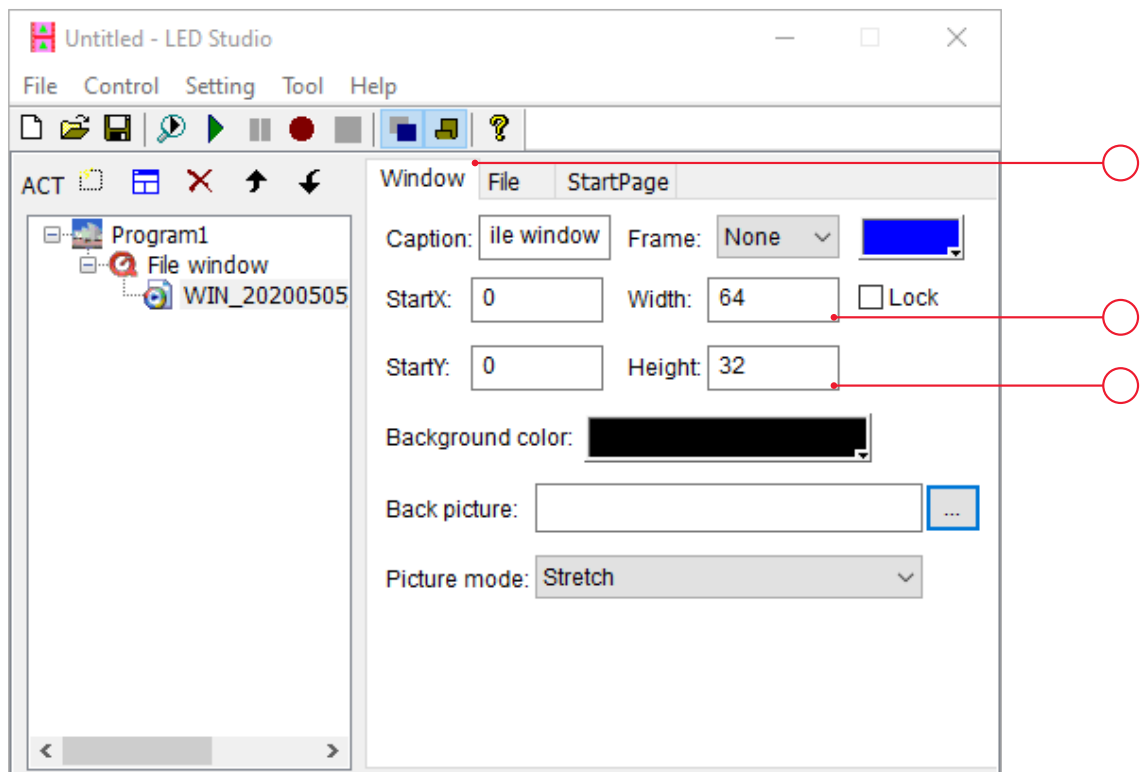 Untitled - LED Studio
File Control Setting Tool Help
ACT
Program1
File window
WIN_20200505
Window File StartPage
Caption: ile window Frame: None
StartX: 0 Width: 64 Lock
StartY: 0 Height: 32
Background color:
Back picture: ...
Picture mode: Stretch